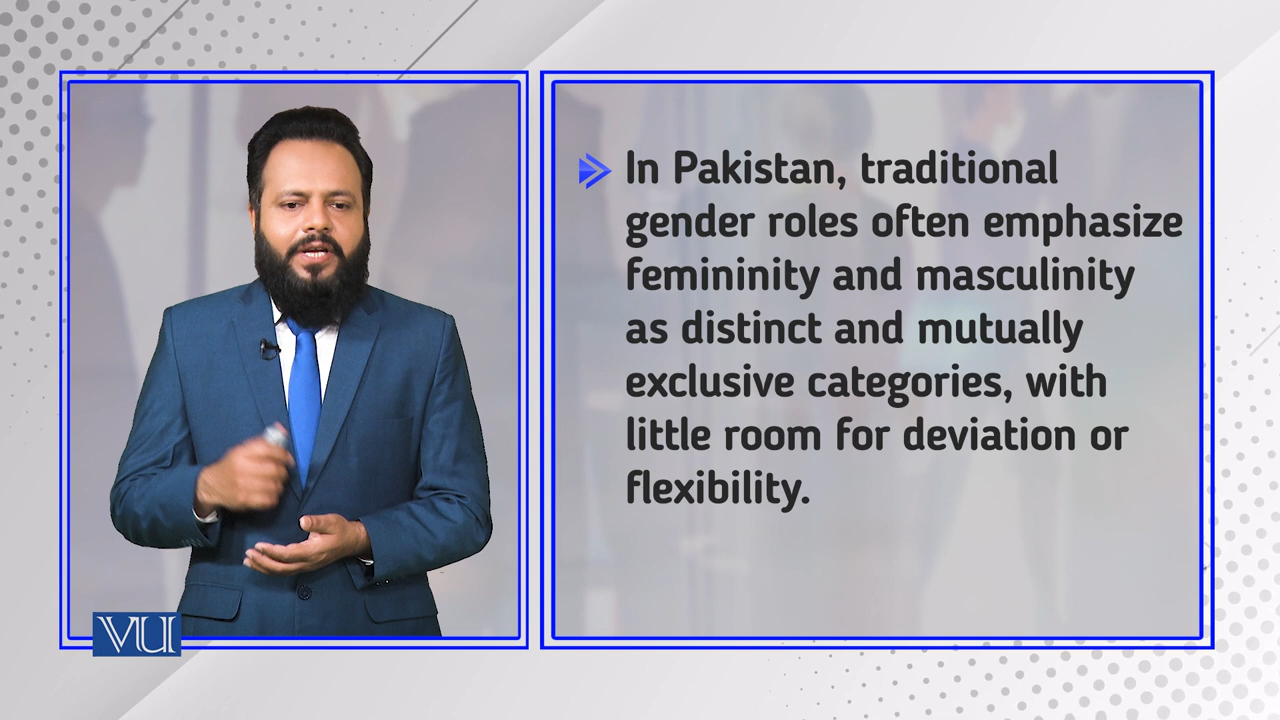 In Pakistan, traditional
gender roles often emphasize
femininity and masculinity
as distinct and mutually
exclusive categories, with
little room for deviation or
flexibility.
VU